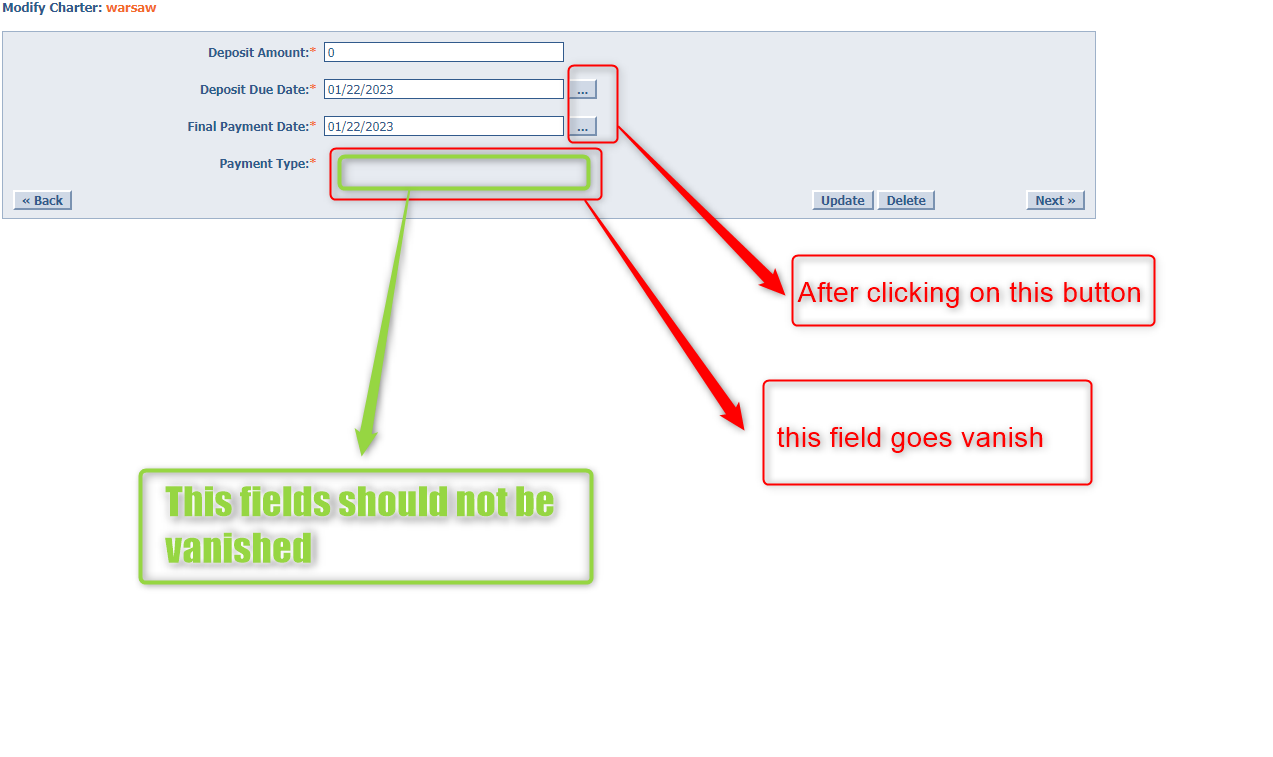 Modify Charter: warsaw
Deposit Amount:* 0
Deposit Due Date:* 01/22/2023 ...
Final Payment Date:* 01/22/2023 ...
Payment Type:*
« Back Update Delete Next »
After clicking on this button
this field goes vanish
This fields should not be
vanished